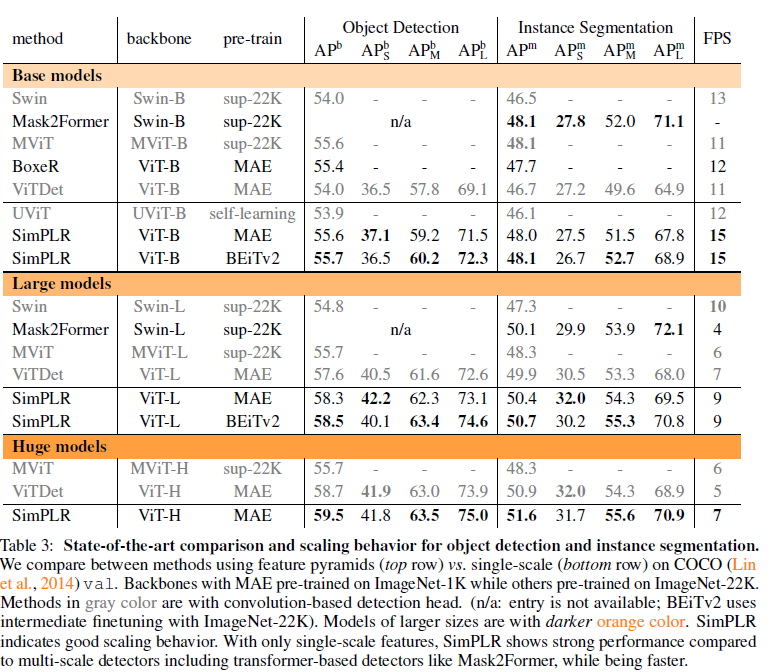 method backbone pre-train Object Detection Instance Segmentation FPS
APᵇ APᵇS APᵇM APᵇL APᵐ APᵐS APᵐM APᵐL
Base models
Swin Swin-B sup-22K 54.0 - - - 46.5 - - - 13
Mask2Former Swin-B sup-22K n/a 48.1 27.8 52.0 71.1 -
MViT MViT-B sup-22K 55.6 - - - 48.1 - - - 11
BoxeR ViT-B MAE 55.4 - - - 47.7 - - - 12
ViTDet ViT-B MAE 54.0 36.5 57.8 69.1 46.7 27.2 49.6 64.9 11
UViT UViT-B self-learning 53.9 - - - 46.1 - - - 12
SimPLR ViT-B MAE 55.6 37.1 59.2 71.5 48.0 27.5 51.5 67.8 15
SimPLR ViT-B BEiTv2 55.7 36.5 60.2 72.3 48.1 26.7 52.7 68.9 15
Large models
Swin Swin-L sup-22K 54.8 - - - 47.3 - - - 10
Mask2Former Swin-L sup-22K n/a 50.1 29.9 53.9 72.1 4
MViT MViT-L sup-22K 55.7 - - - 48.3 - - - 6
ViTDet ViT-L MAE 57.6 40.5 61.6 72.6 49.9 30.5 53.3 68.0 7
SimPLR ViT-L MAE 58.3 42.2 62.3 73.1 50.4 32.0 54.3 69.5 9
SimPLR ViT-L BEiTv2 58.5 40.1 63.4 74.6 50.7 30.2 55.3 70.8 9
Huge models
MViT MViT-H sup-22K 55.7 - - - 48.3 - - - 6
ViTDet ViT-H MAE 58.7 41.9 63.0 73.9 50.9 32.0 54.3 68.9 5
SimPLR ViT-H MAE 59.5 41.8 63.5 75.0 51.6 31.7 55.6 70.9 7
Table 3: State-of-the-art comparison and scaling behavior for object detection and instance segmentation.
We compare between methods using feature pyramids (top row) vs. single-scale (bottom row) on COCO (Lin
et al., 2014) val. Backbones with MAE pre-trained on ImageNet-1K while others pre-trained on ImageNet-22K.
Methods in gray color are with convolution-based detection head. (n/a: entry is not available; BEiTv2 uses
intermediate finetuning with ImageNet-22K). Models of larger sizes are with darker orange color. SimPLR
indicates good scaling behavior. With only single-scale features, SimPLR shows strong performance compared
to multi-scale detectors including transformer-based detectors like Mask2Former, while being faster.